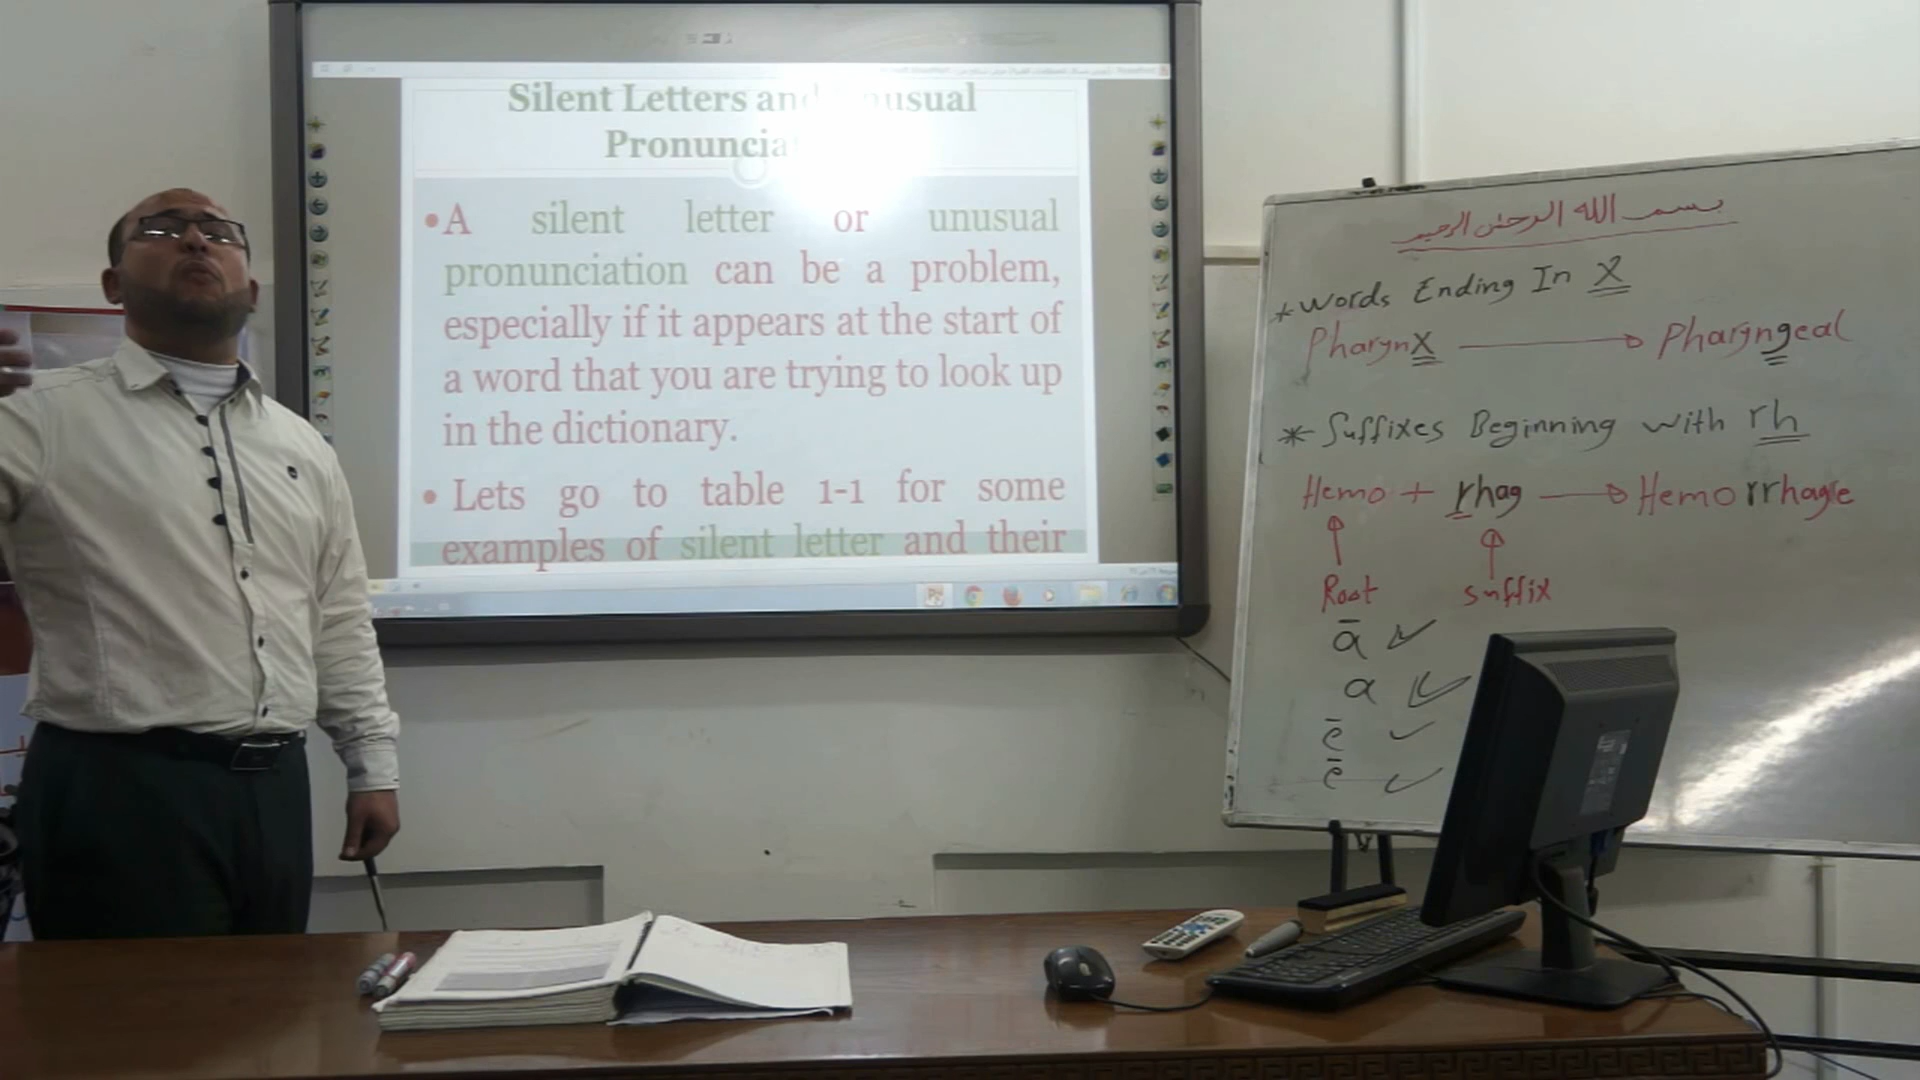 Silent Letters and usual
Pronuncia
•A silent letter or unusual
pronunciation can be a problem,
especially if it appears at the start of
a word that you are trying to look up
in the dictionary.
• Lets go to table 1-1 for some
examples of silent letter and their
بسم الله الرحمن الرحيم
* Words Ending In X
Pharynx → Pharyngeal
* Suffixes Beginning with rh
Hemo + rhag → Hemorrhagie
Root suffix
ā ✓
a ✓
ē ✓
ē ✓